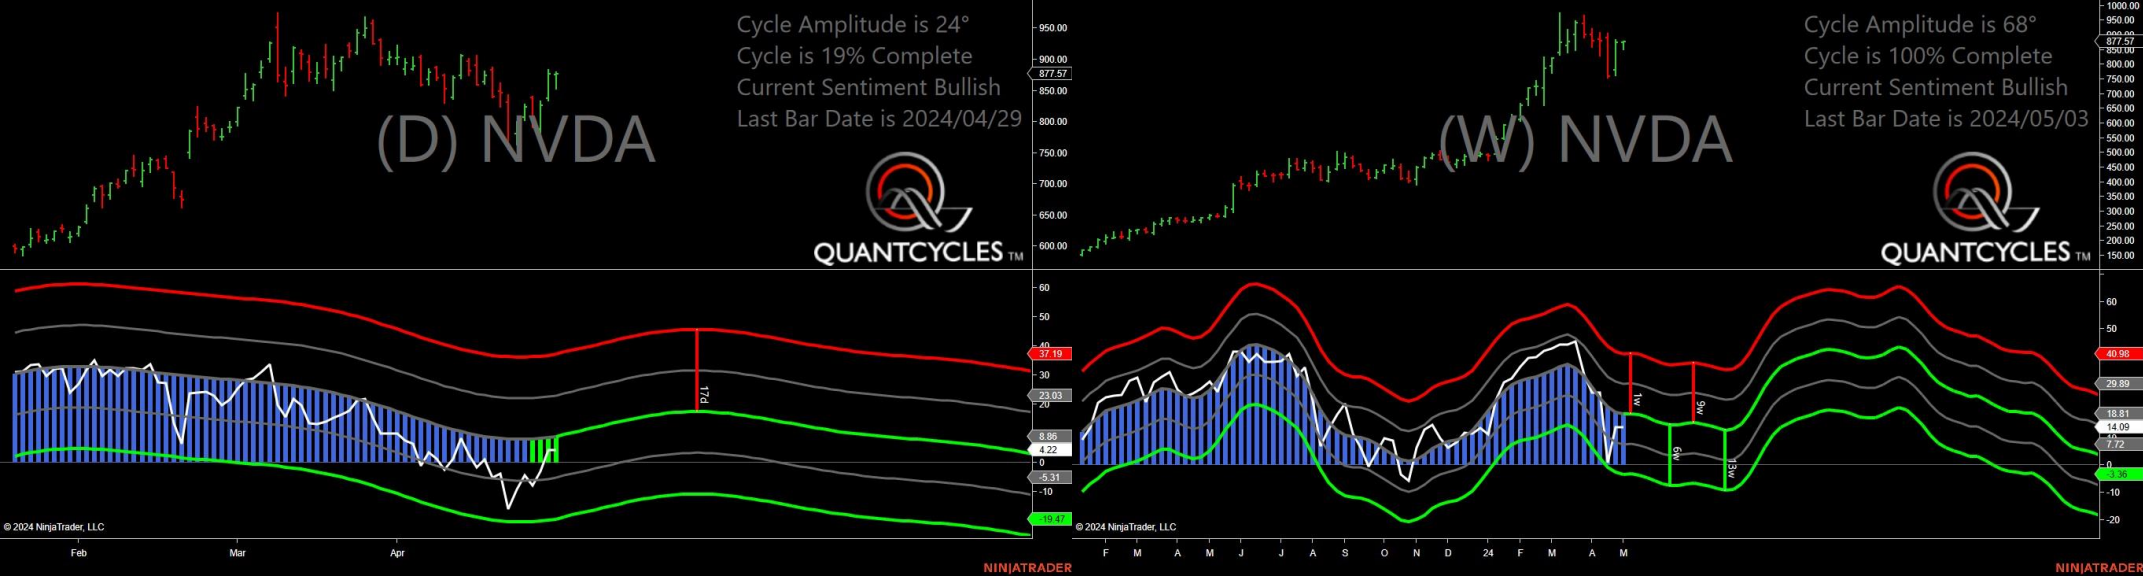 Cycle Amplitude is 24°
Cycle is 19% Complete
Current Sentiment Bullish
Last Bar Date is 2024/04/29
(D) NVDA
QUANTCYCLES TM
950.00
900.00
877.57
850.00
800.00
750.00
700.00
650.00
600.00
60
50
40
37.19
30
23.03
20
8.86
4.22
0
-5.31
-10
-19.47
17d
© 2024 NinjaTrader, LLC
Feb Mar Apr
NINJATRADER
Cycle Amplitude is 68°
Cycle is 100% Complete
Current Sentiment Bullish
Last Bar Date is 2024/05/03
(W) NVDA
QUANTCYCLES TM
1000.00
950.00
900.00
877.57
800.00
750.00
700.00
650.00
600.00
550.00
500.00
450.00
400.00
350.00
300.00
250.00
200.00
150.00
60
50
40.98
29.89
18.81
14.09
10
7.72
0
-3.36
-10
-20
1w
9w
6w
13w
© 2024 NinjaTrader, LLC
F M A M J J A S O N D 24 F M A M
NINJATRADER